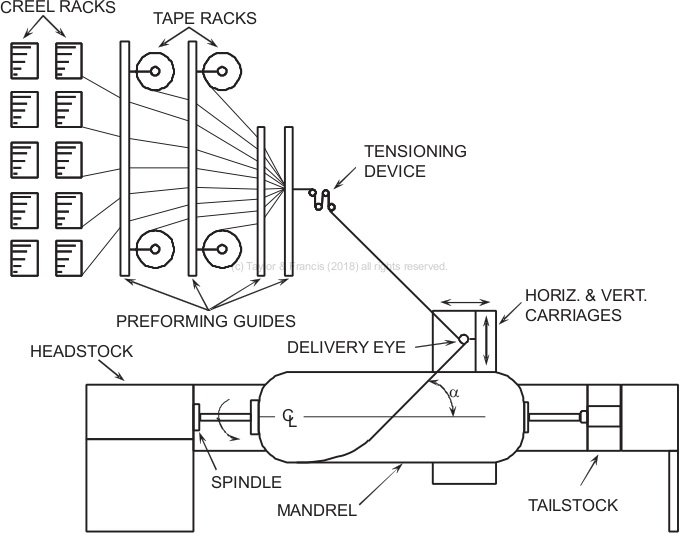 CREEL RACKS
TAPE RACKS
TENSIONING
DEVICE
(c) Taylor & Francis (2018) all rights reserved.
HORIZ. & VERT.
CARRIAGES
PREFORMING GUIDES
DELIVERY EYE
HEADSTOCK
α
CL
SPINDLE
MANDREL
TAILSTOCK